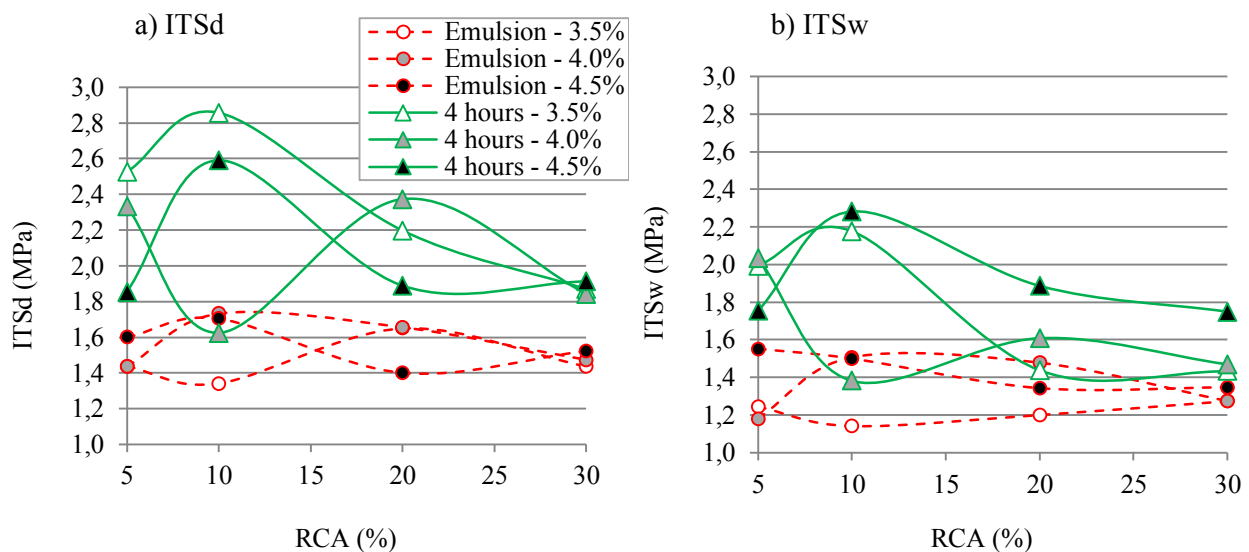 a) ITSd
Emulsion - 3.5%
Emulsion - 4.0%
Emulsion - 4.5%
4 hours - 3.5%
4 hours - 4.0%
4 hours - 4.5%
3,0
2,8
2,6
2,4
2,2
2,0
1,8
1,6
1,4
1,2
1,0
ITSd (MPa)
5
10
15
20
25
30
RCA (%)
b) ITSw
3,0
2,8
2,6
2,4
2,2
2,0
1,8
1,6
1,4
1,2
1,0
ITSw (MPa)
5
10
15
20
25
30
RCA (%)